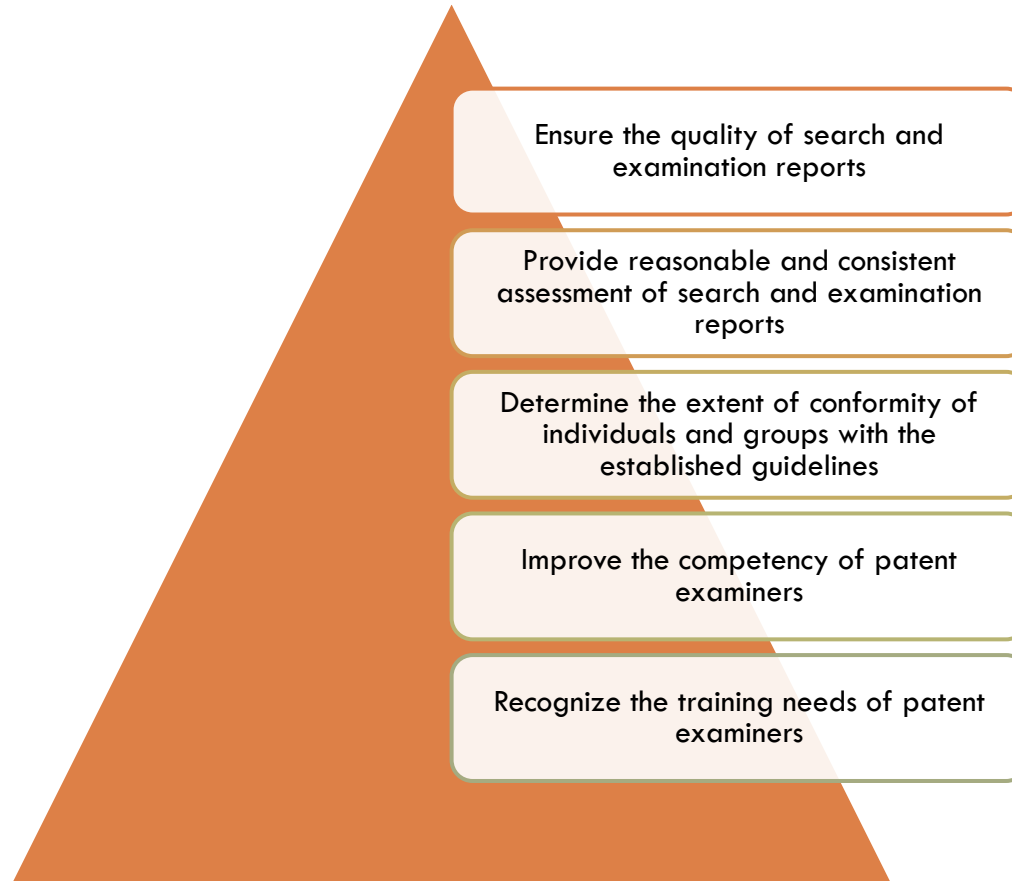 Ensure the quality of search and
examination reports
Provide reasonable and consistent
assessment of search and examination
reports
Determine the extent of conformity of
individuals and groups with the
established guidelines
Improve the competency of patent
examiners
Recognize the training needs of patent
examiners